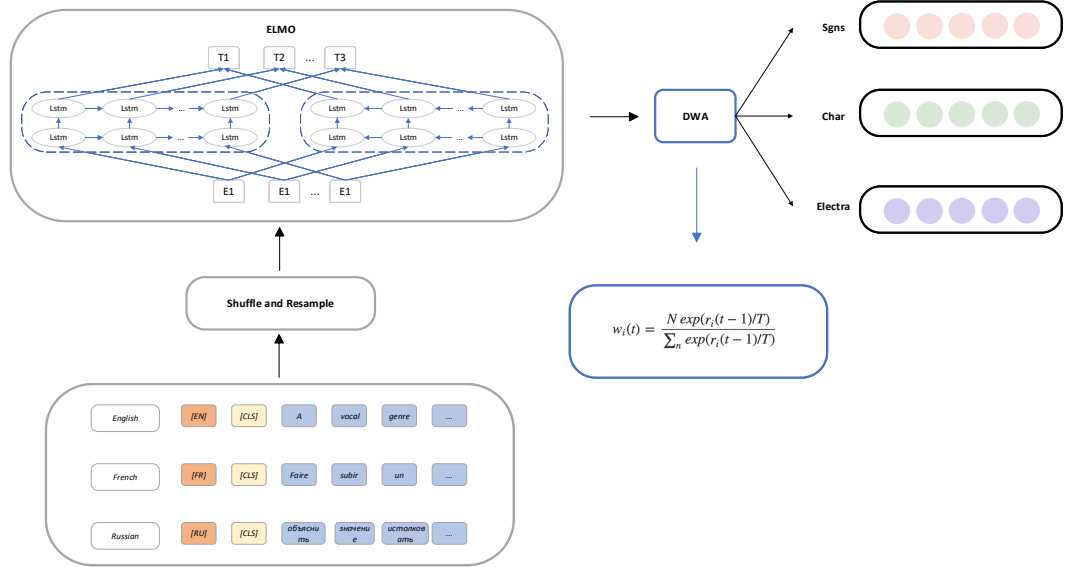 ELMO
T1 T2 ... T3
Lstm Lstm ... Lstm Lstm Lstm ... Lstm
Lstm Lstm ... Lstm Lstm Lstm ... Lstm
E1 E1 ... E1
DWA
Sgns
Char
Electra
w_i(t) = N exp(r_i(t − 1)/T) / ∑_n exp(r_i(t − 1)/T)
Shuffle and Resample
English [EN] [CLS] A vocal genre ...
French [FR] [CLS] Faire subir un ...
Russian [RU] [CLS] объяснить значение истолковать ...